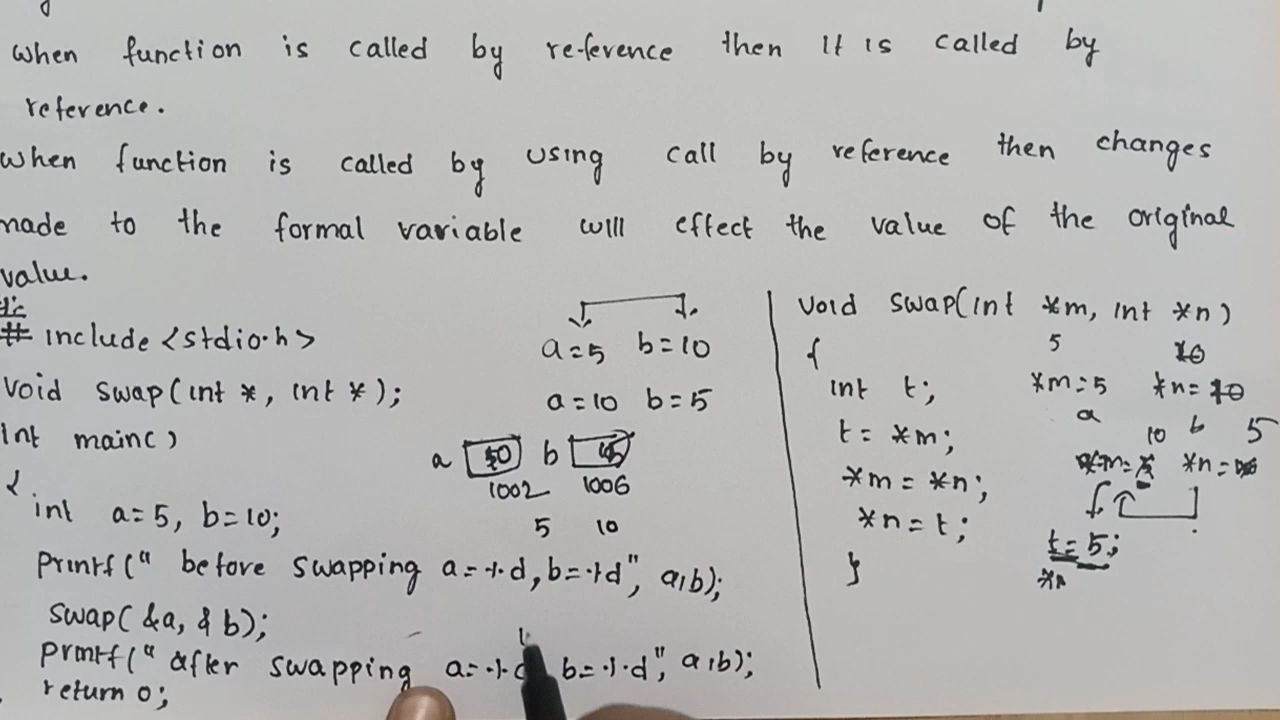 when function is called by reference then It is called by
reference.
when function is called by using call by reference then changes
made to the formal variable will effect the value of the original
value.
# include <stdio.h>
void swap(int *, int *);
int main()
{
int a=5, b=10;
printf(" before swapping a=%d, b=%d", a,b);
swap( &a, & b);
printf(" after swapping a=%d b=%d", a,b);
return 0;
a=5 b=10
a=10 b=5
a b
1002 1006
5 10
void swap(int *m, int *n)
{
int t;
t= *m;
*m = *n;
*n = t;
}
5 10
*m=5 *n=10
a b 5
10
*m= *n=
t=5;
*n